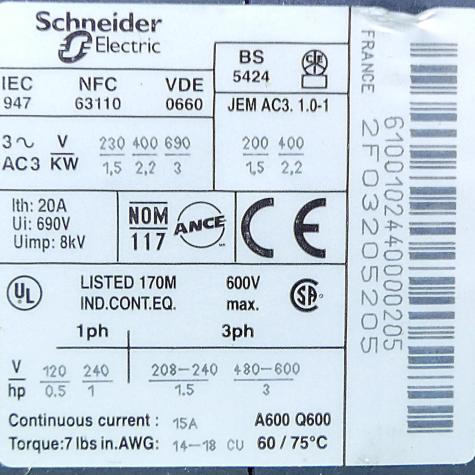 Schneider
Electric
IEC NFC VDE
947 63110 0660
BS
5424
JEM AC3. 1.0-1
3~ V 230 400 690
AC3 KW 1,5 2,2 3
200 400
1,5 2,2
Ith: 20A
Ui: 690V
Uimp: 8kV
NOM
117
ANCE
CE
UL
LISTED 170M 600V
IND.CONT.EQ. max.
SA
1ph 3ph
V 120 240 208-240 480-600
hp 0.5 1 1.5 3
Continuous current : 15A A600 Q600
Torque:7 lbs in.AWG: 14-18 CU 60 / 75°C
FRANCE
6100102440000205
2F03205205